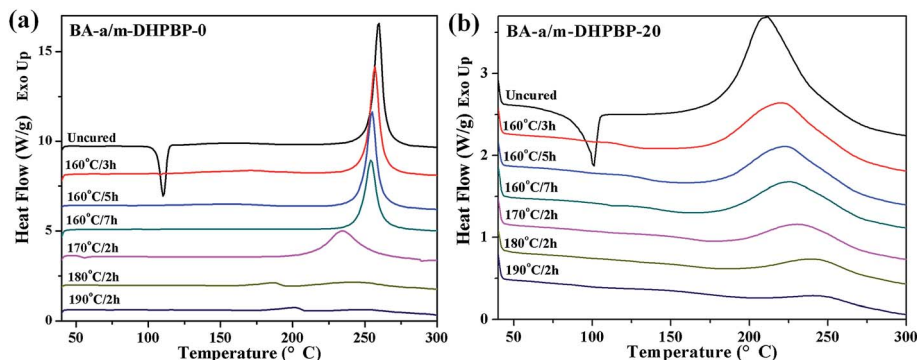 (a)
BA-a/m-DHPBP-0
Heat Flow (W/g) Exo Up
15
10
5
0
Uncured
160°C/3h
160°C/5h
160°C/7h
170°C/2h
180°C/2h
190°C/2h
50 100 150 200 250 300
Temperature (° C)
(b)
BA-a/m-DHPBP-20
Heat Flow (W/g) Exo Up
3
2
1
0
Uncured
160°C/3h
160°C/5h
160°C/7h
170°C/2h
180°C/2h
190°C/2h
50 100 150 200 250 300
Temperature (° C)